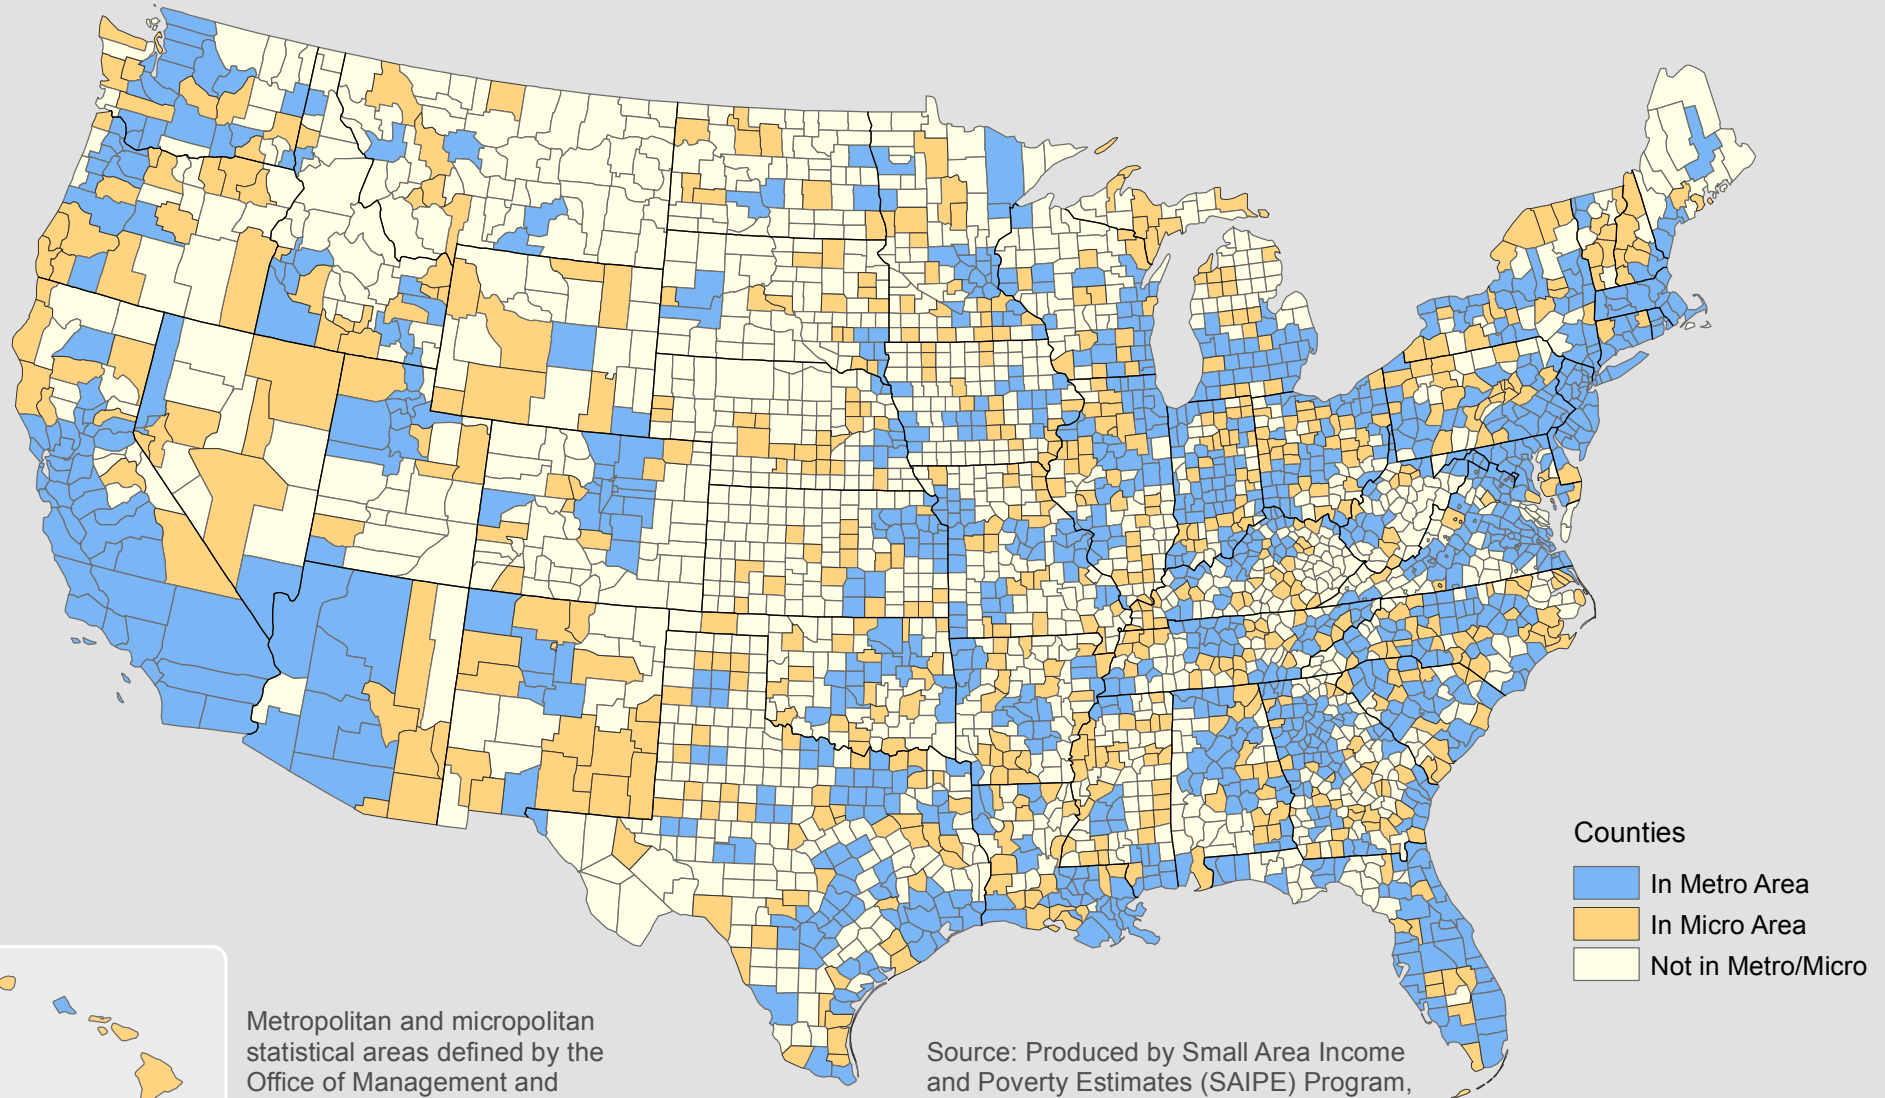 Counties
In Metro Area
In Micro Area
Not in Metro/Micro
Metropolitan and micropolitan
statistical areas defined by the
Office of Management and
Source: Produced by Small Area Income
and Poverty Estimates (SAIPE) Program,